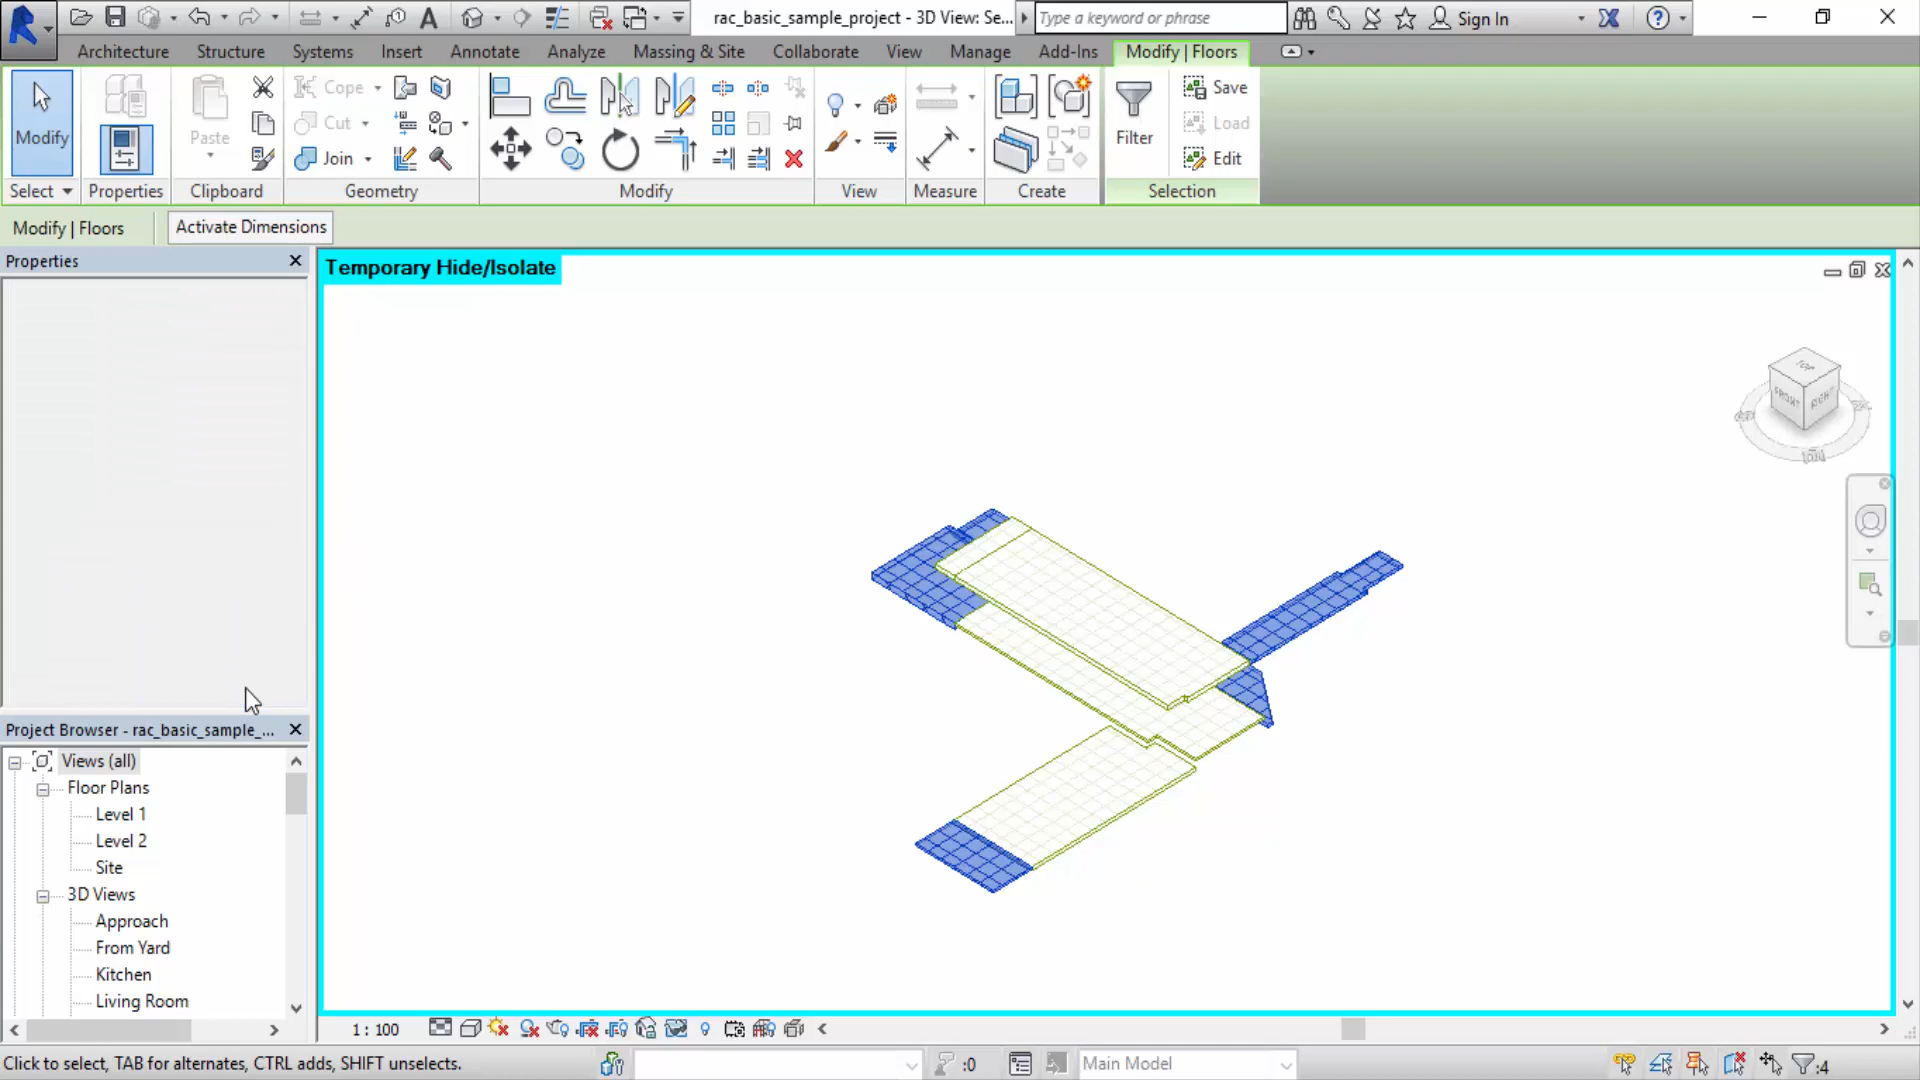 rac_basic_sample_project - 3D View: Se...
Type a keyword or phrase
Sign In
Architecture
Structure
Systems
Insert
Annotate
Analyze
Massing & Site
Collaborate
View
Manage
Add-Ins
Modify | Floors
Modify
Paste
Cope
Cut
Join
Filter
Save
Load
Edit
Select
Properties
Clipboard
Geometry
Modify
View
Measure
Create
Selection
Modify | Floors
Activate Dimensions
Properties
Temporary Hide/Isolate
TOP
FRONT
RIGHT
Project Browser - rac_basic_sample_...
Views (all)
Floor Plans
Level 1
Level 2
Site
3D Views
Approach
From Yard
Kitchen
Living Room
1 : 100
Click to select, TAB for alternates, CTRL adds, SHIFT unselects.
:0
Main Model
:4